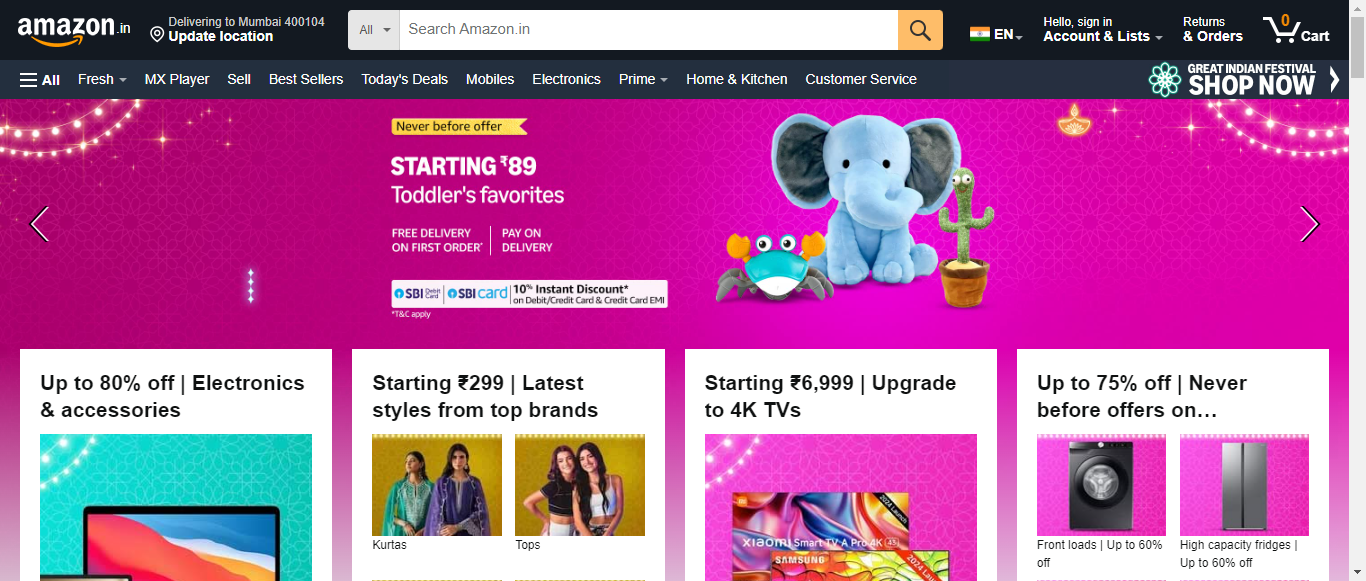 amazon.in
Delivering to Mumbai 400104
Update location
All
Search Amazon.in
EN
Hello, sign in
Account & Lists
Returns
& Orders
0
Cart
All
Fresh
MX Player
Sell
Best Sellers
Today's Deals
Mobiles
Electronics
Prime
Home & Kitchen
Customer Service
GREAT INDIAN FESTIVAL
SHOP NOW
Never before offer
STARTING ₹89
Toddler's favorites
FREE DELIVERY
ON FIRST ORDER*
PAY ON
DELIVERY
SBI Debit Card
SBI card
10% Instant Discount*
on Debit/Credit Card & Credit Card EMI
*T&C apply
Up to 80% off | Electronics
& accessories
Starting ₹299 | Latest
styles from top brands
Kurtas
Tops
Starting ₹6,999 | Upgrade
to 4K TVs
2024 Launch
xiaomi Smart TV A Pro 4K
SAMSUNG
Up to 75% off | Never
before offers on…
Front loads | Up to 60%
off
High capacity fridges |
Up to 60% off